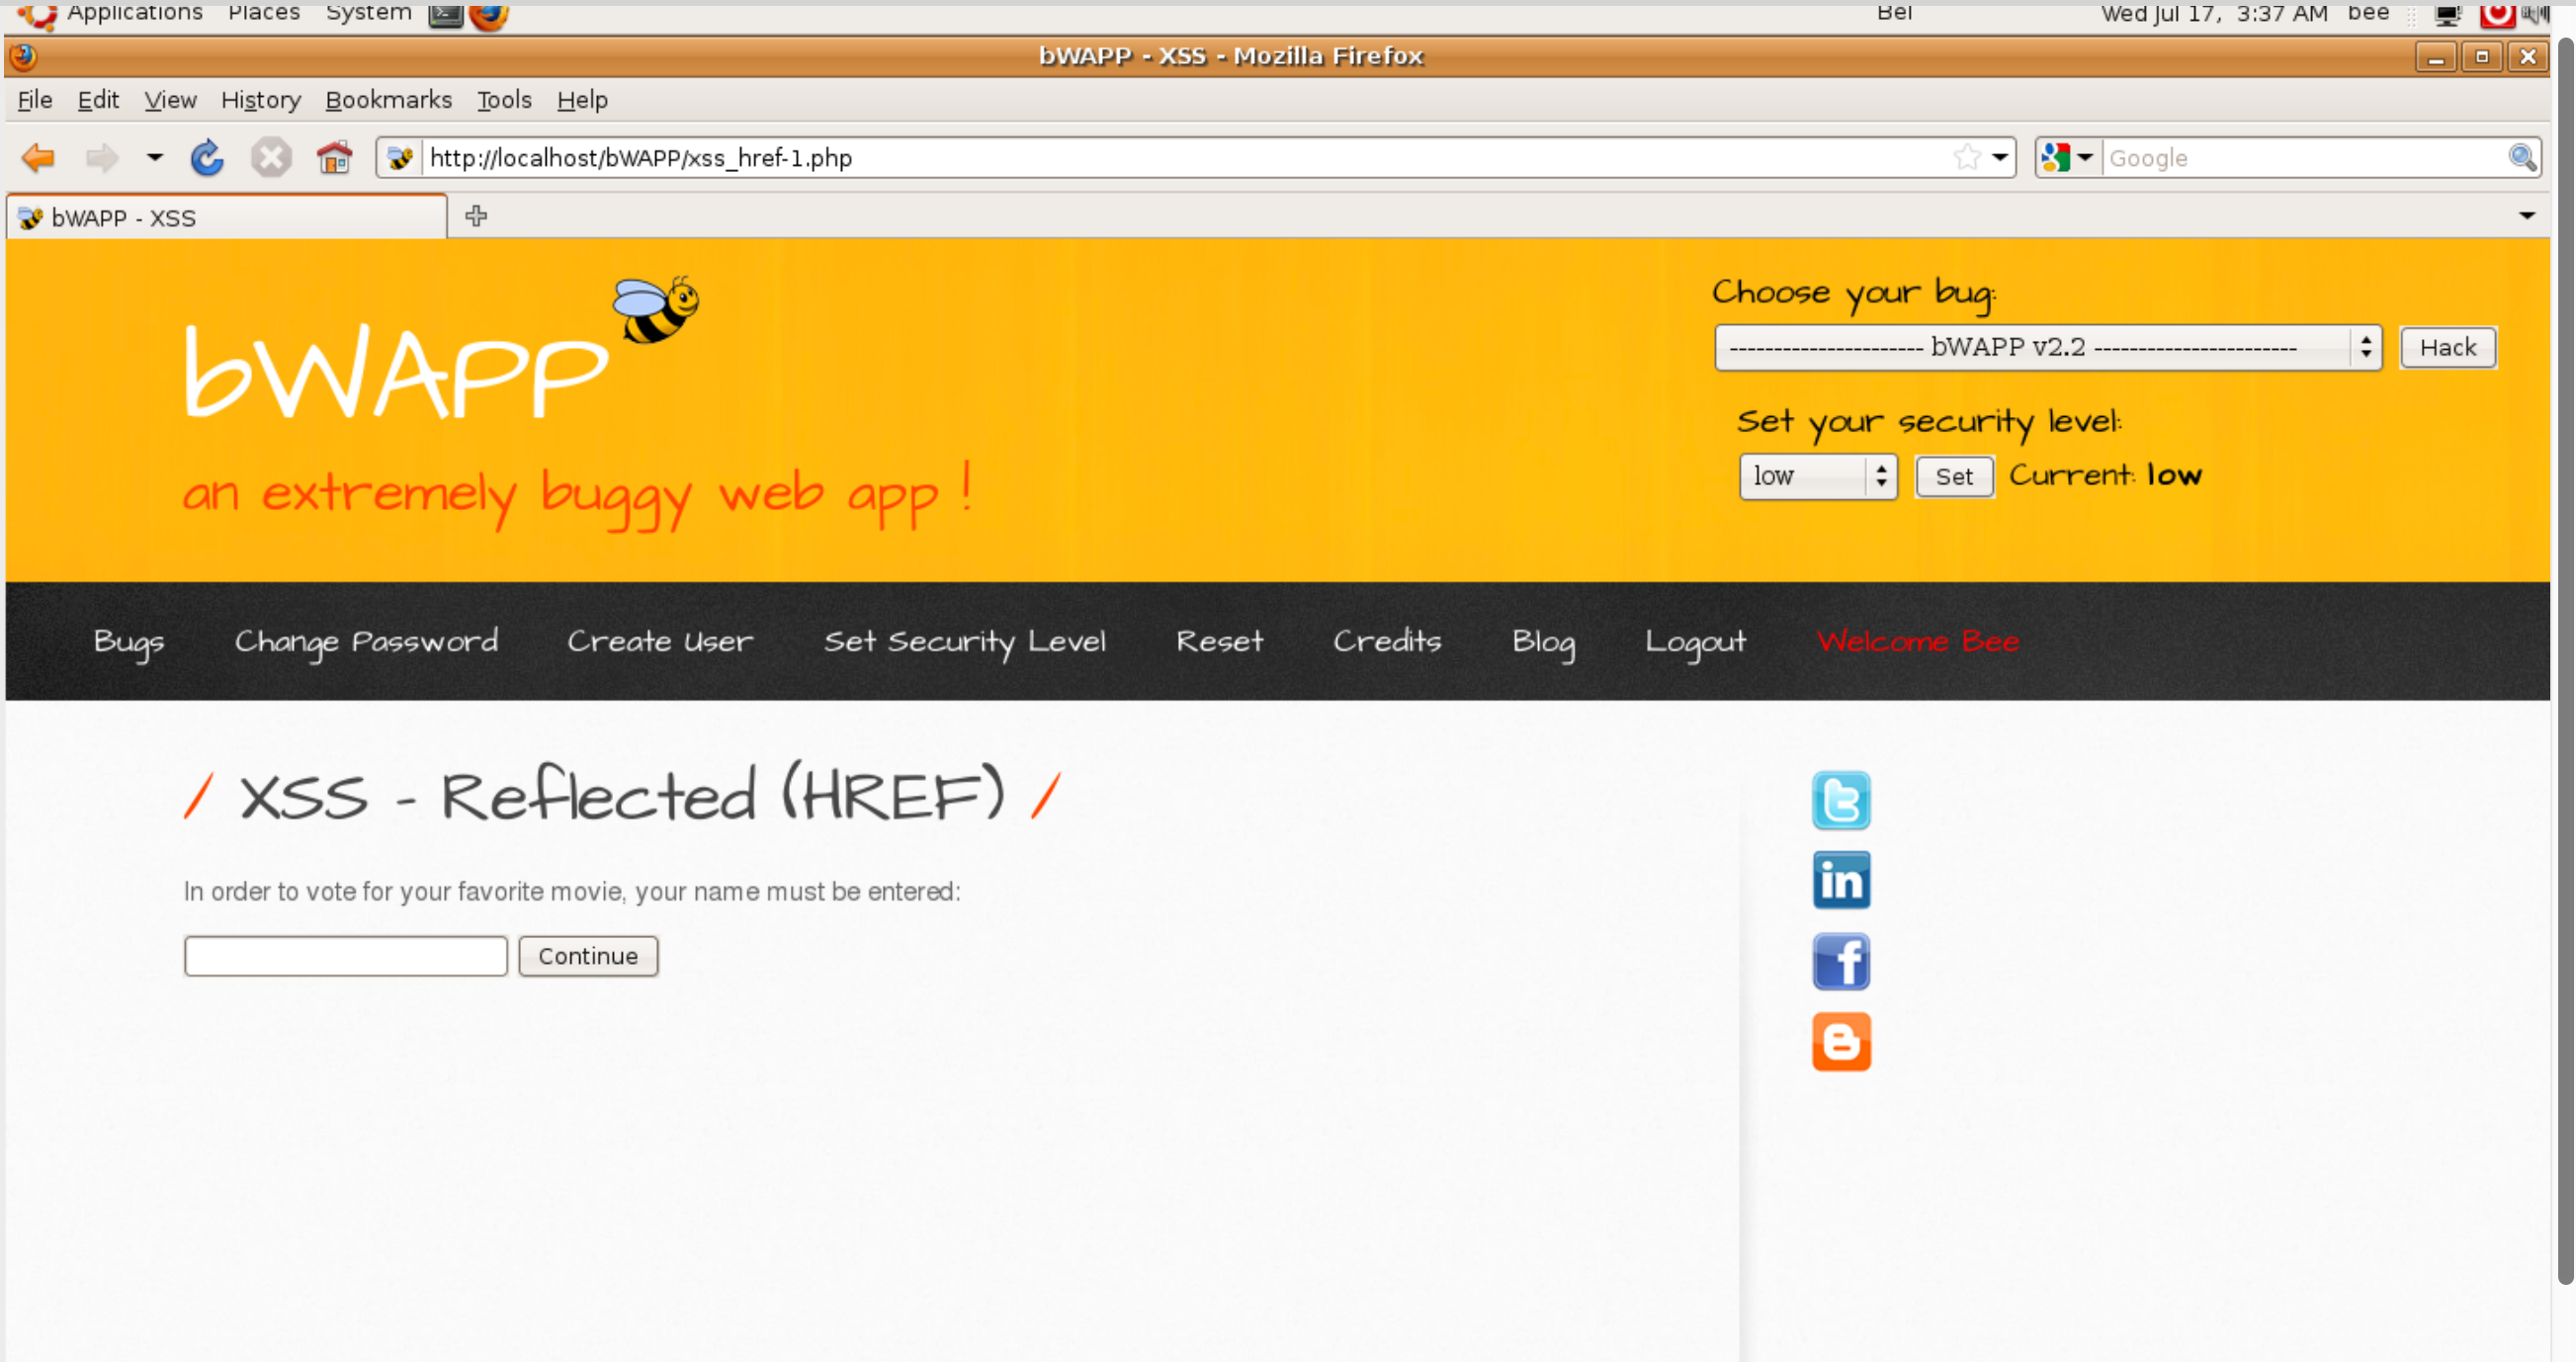 Applications Places System Bel Wed Jul 17, 3:37 AM bee
bWAPP - XSS - Mozilla Firefox
File Edit View History Bookmarks Tools Help
http://localhost/bWAPP/xss_href-1.php Google
bWAPP - XSS
Choose your bug:
bWAPP
---------------------- bWAPP v2.2 ----------------------- Hack
Set your security level:
an extremely buggy web app !
low Set Current: low
Bugs Change Password Create User Set Security Level Reset Credits Blog Logout Welcome Bee
/ XSS - Reflected (HREF) /
In order to vote for your favorite movie, your name must be entered:
Continue